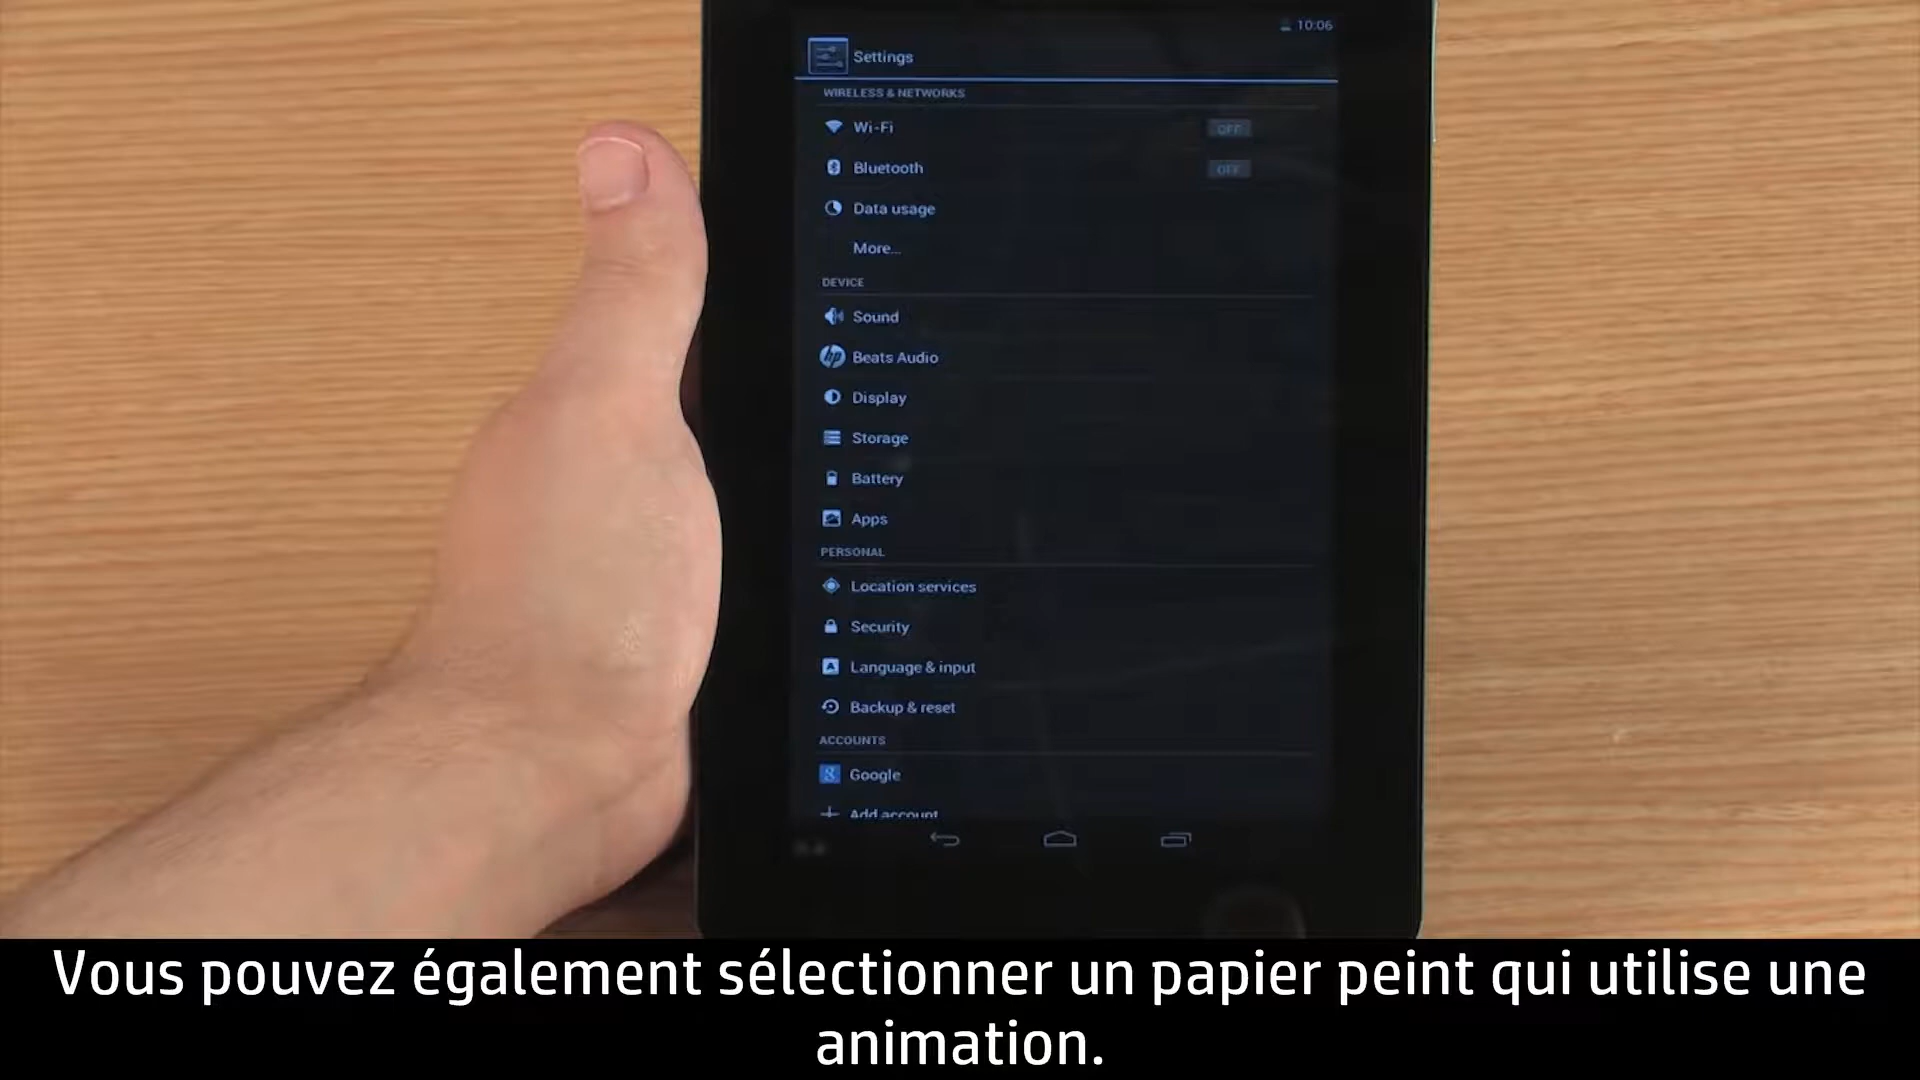 10:06
Settings
WIRELESS & NETWORKS
Wi-Fi OFF
Bluetooth OFF
Data usage
More...
DEVICE
Sound
hp Beats Audio
Display
Storage
Battery
Apps
PERSONAL
Location services
Security
A Language & input
Backup & reset
ACCOUNTS
8 Google
Add account
Vous pouvez également sélectionner un papier peint qui utilise une
animation.